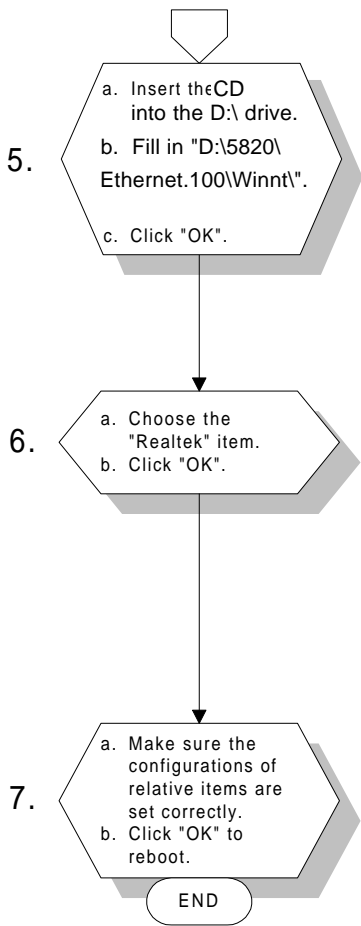 5.
a. Insert the CD
into the D:\ drive.
b. Fill in "D:\5820\
Ethernet.100\Winnt\".
c. Click "OK".
6.
a. Choose the
"Realtek" item.
b. Click "OK".
7.
a. Make sure the
configurations of
relative items are
set correctly.
b. Click "OK" to
reboot.
END